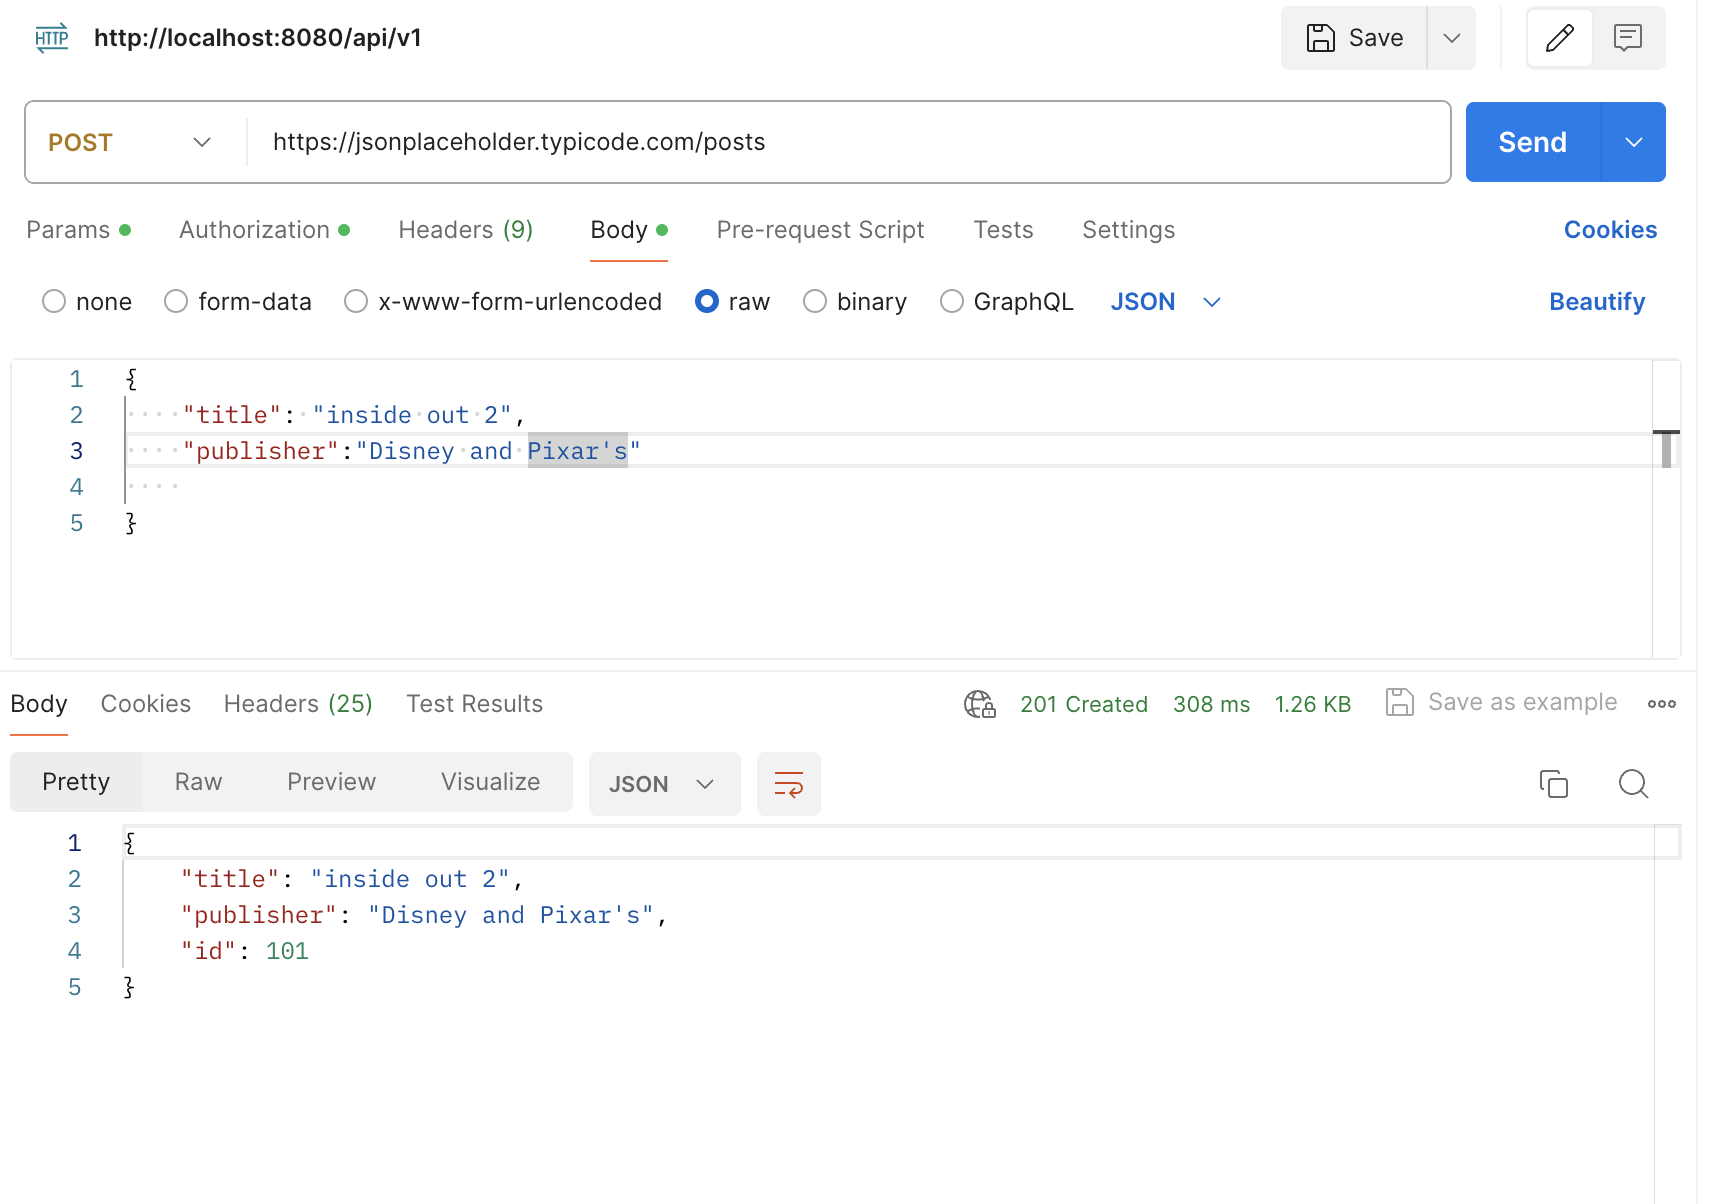 HTTP http://localhost:8080/api/v1 Save
POST https://jsonplaceholder.typicode.com/posts Send
Params Authorization Headers (9) Body Pre-request Script Tests Settings Cookies
none form-data x-www-form-urlencoded raw binary GraphQL JSON Beautify
1 {
2 "title": "inside out 2",
3 "publisher":"Disney and Pixar's"
4
5 }
Body Cookies Headers (25) Test Results 201 Created 308 ms 1.26 KB Save as example
Pretty Raw Preview Visualize JSON
1 {
2 "title": "inside out 2",
3 "publisher": "Disney and Pixar's",
4 "id": 101
5 }